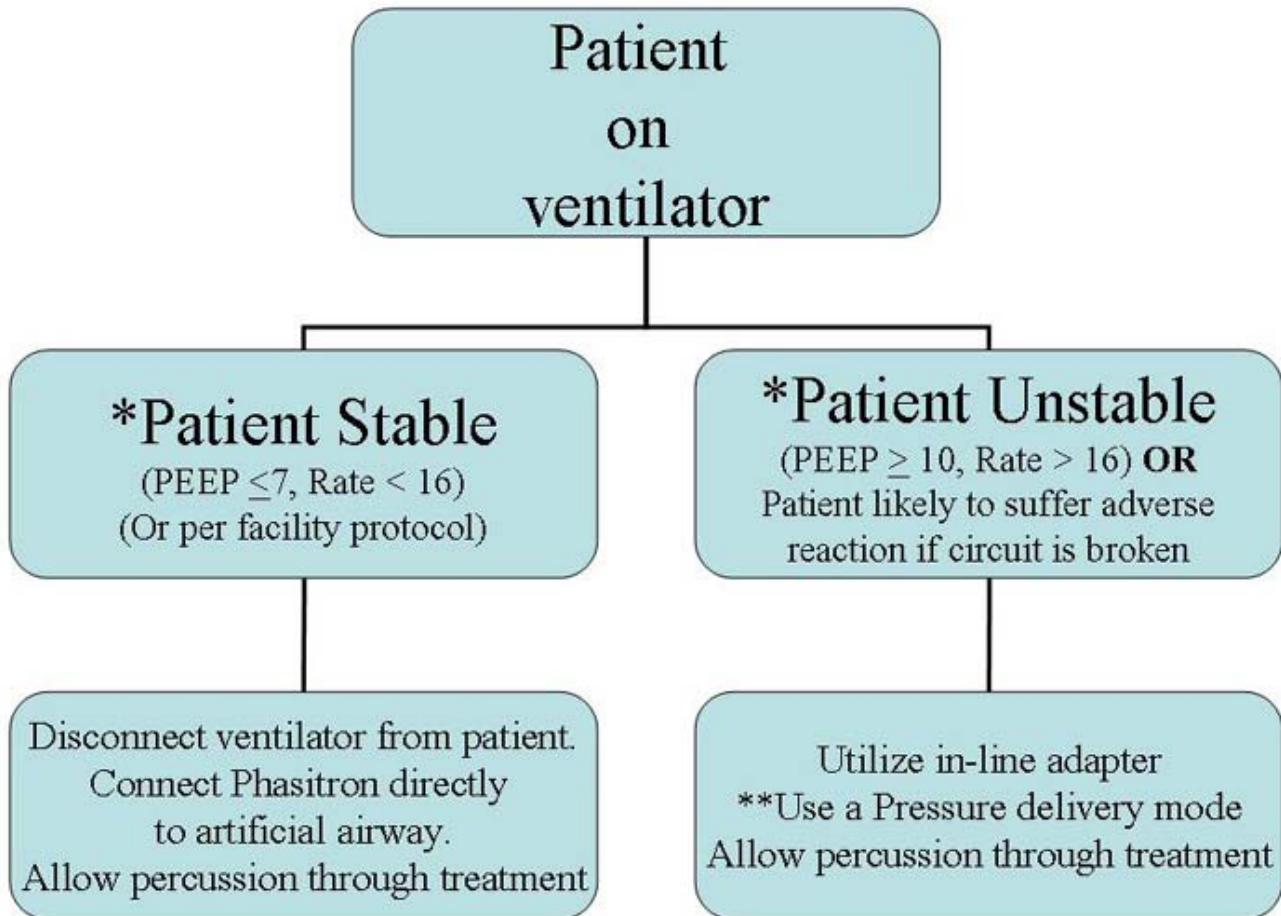 Patient
on
ventilator
*Patient Stable
(PEEP ≤7, Rate < 16)
(Or per facility protocol)
*Patient Unstable
(PEEP ≥ 10, Rate > 16) OR
Patient likely to suffer adverse
reaction if circuit is broken
Disconnect ventilator from patient.
Connect Phasitron directly
to artificial airway.
Allow percussion through treatment
Utilize in-line adapter
**Use a Pressure delivery mode
Allow percussion through treatment